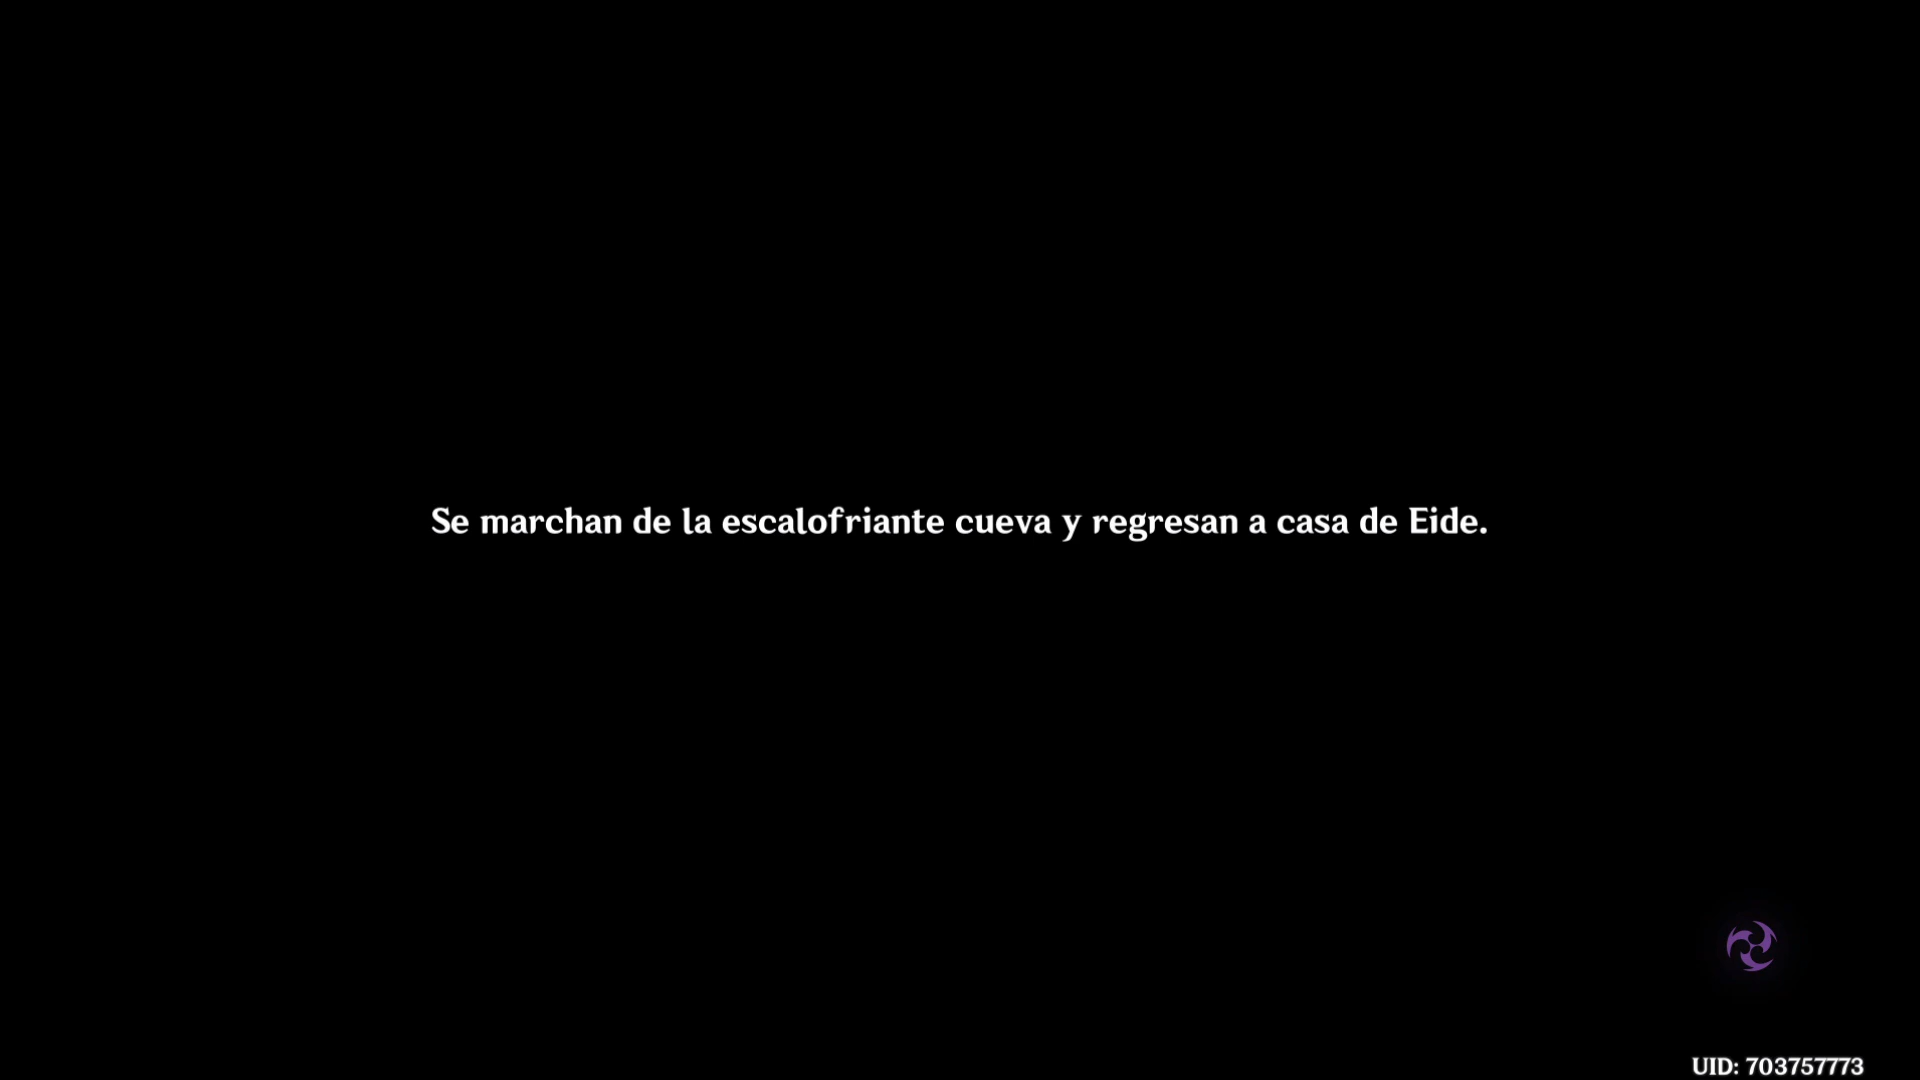 Se marchan de la escalofriante cueva y regresan a casa de Eide.
UID: 703757773